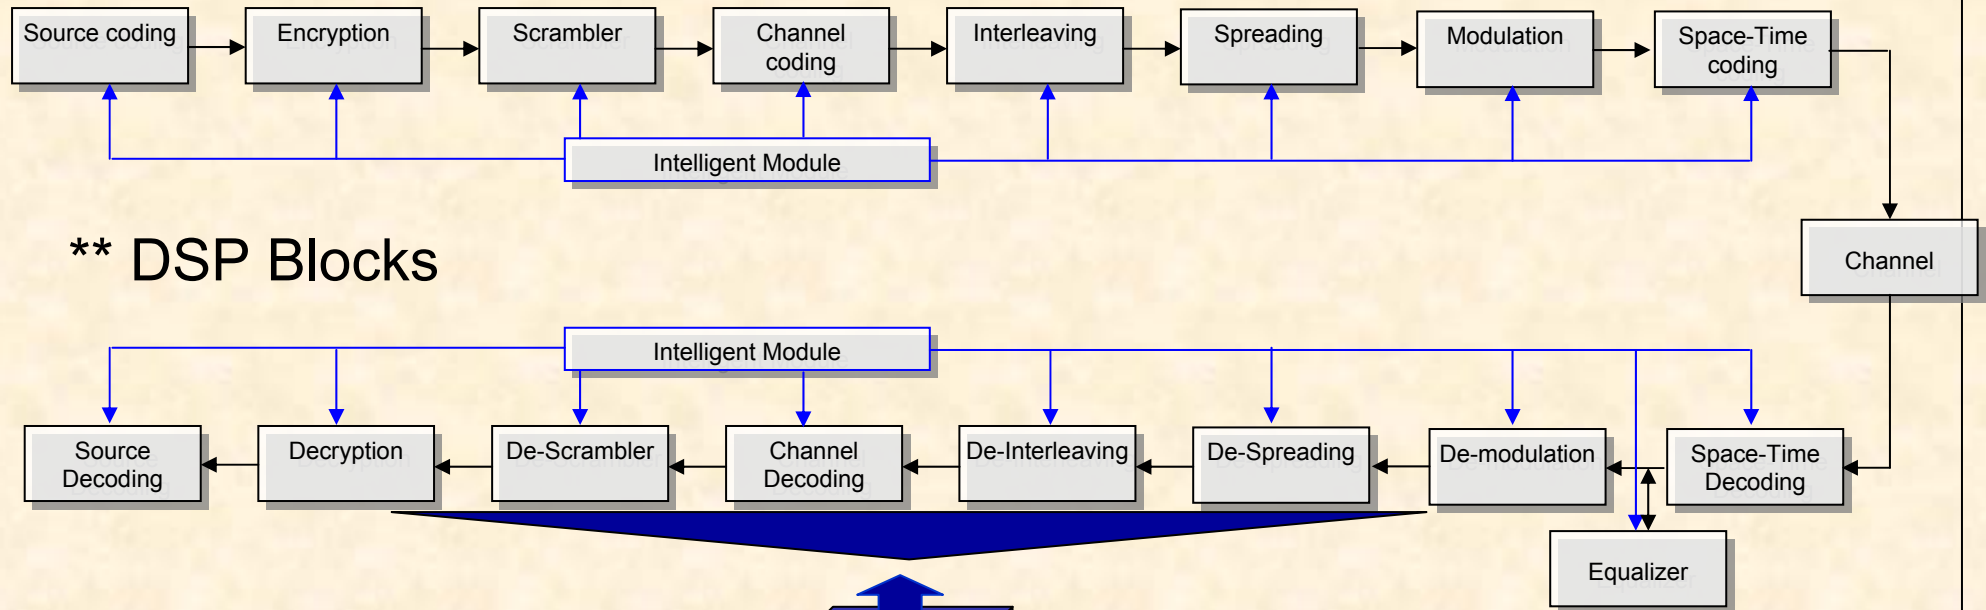 Source coding
Encryption
Scrambler
Channel
coding
Interleaving
Spreading
Modulation
Space-Time
coding
Intelligent Module
Channel
** DSP Blocks
Intelligent Module
Source
Decoding
Decryption
De-Scrambler
Channel
Decoding
De-Interleaving
De-Spreading
De-modulation
Space-Time
Decoding
Equalizer